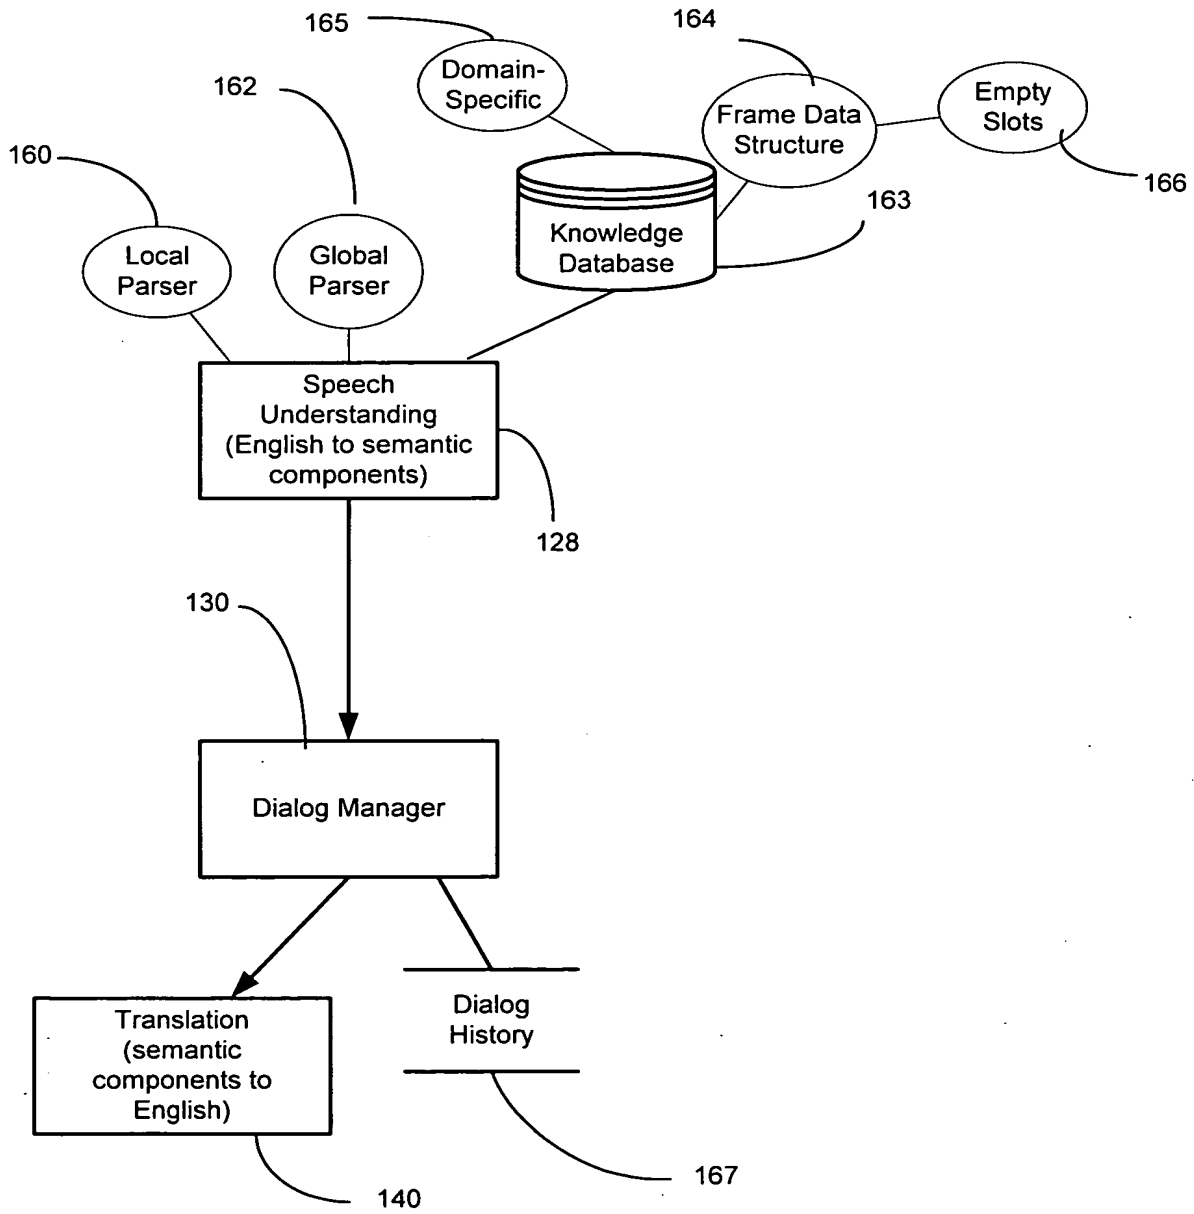 165
164
162
Domain-
Specific
Empty
Slots
Frame Data
Structure
160
166
163
Local
Parser
Global
Parser
Knowledge
Database
Speech
Understanding
(English to semantic
components)
128
130
Dialog Manager
Translation
(semantic
components to
English)
Dialog
History
167
140